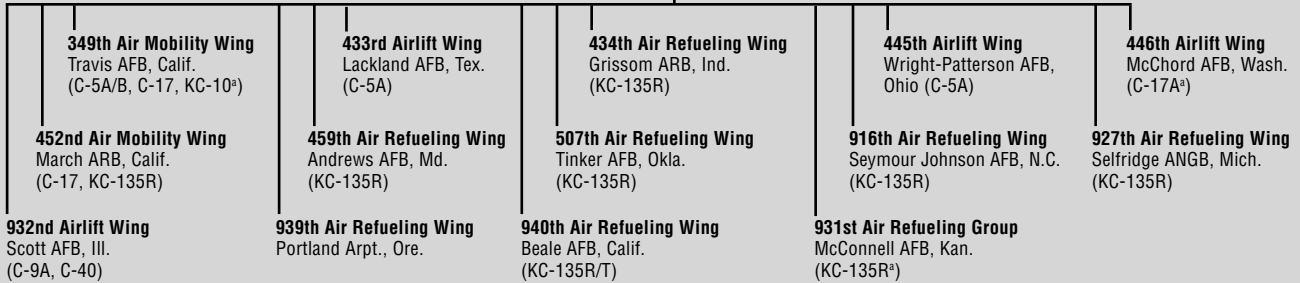 349th Air Mobility Wing
Travis AFB, Calif.
(C-5A/B, C-17, KC-10ª)
433rd Airlift Wing
Lackland AFB, Tex.
(C-5A)
434th Air Refueling Wing
Grissom ARB, Ind.
(KC-135R)
445th Airlift Wing
Wright-Patterson AFB,
Ohio (C-5A)
446th Airlift Wing
McChord AFB, Wash.
(C-17Aª)
452nd Air Mobility Wing
March ARB, Calif.
(C-17, KC-135R)
459th Air Refueling Wing
Andrews AFB, Md.
(KC-135R)
507th Air Refueling Wing
Tinker AFB, Okla.
(KC-135R)
916th Air Refueling Wing
Seymour Johnson AFB, N.C.
(KC-135R)
927th Air Refueling Wing
Selfridge ANGB, Mich.
(KC-135R)
932nd Airlift Wing
Scott AFB, Ill.
(C-9A, C-40)
939th Air Refueling Wing
Portland Arpt., Ore.
940th Air Refueling Wing
Beale AFB, Calif.
(KC-135R/T)
931st Air Refueling Group
McConnell AFB, Kan.
(KC-135Rª)